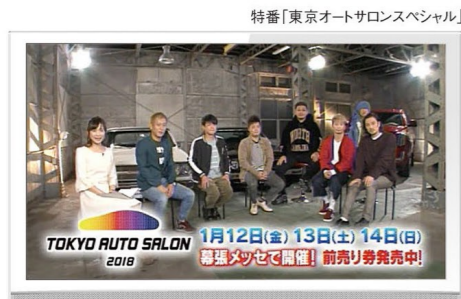 特番「東京オートサロンスペシャル」
TOKYO AUTO SALON
2018
1月12日(金) 13日(土) 14日(日)
幕張メッセで開催! 前売り券発売中!